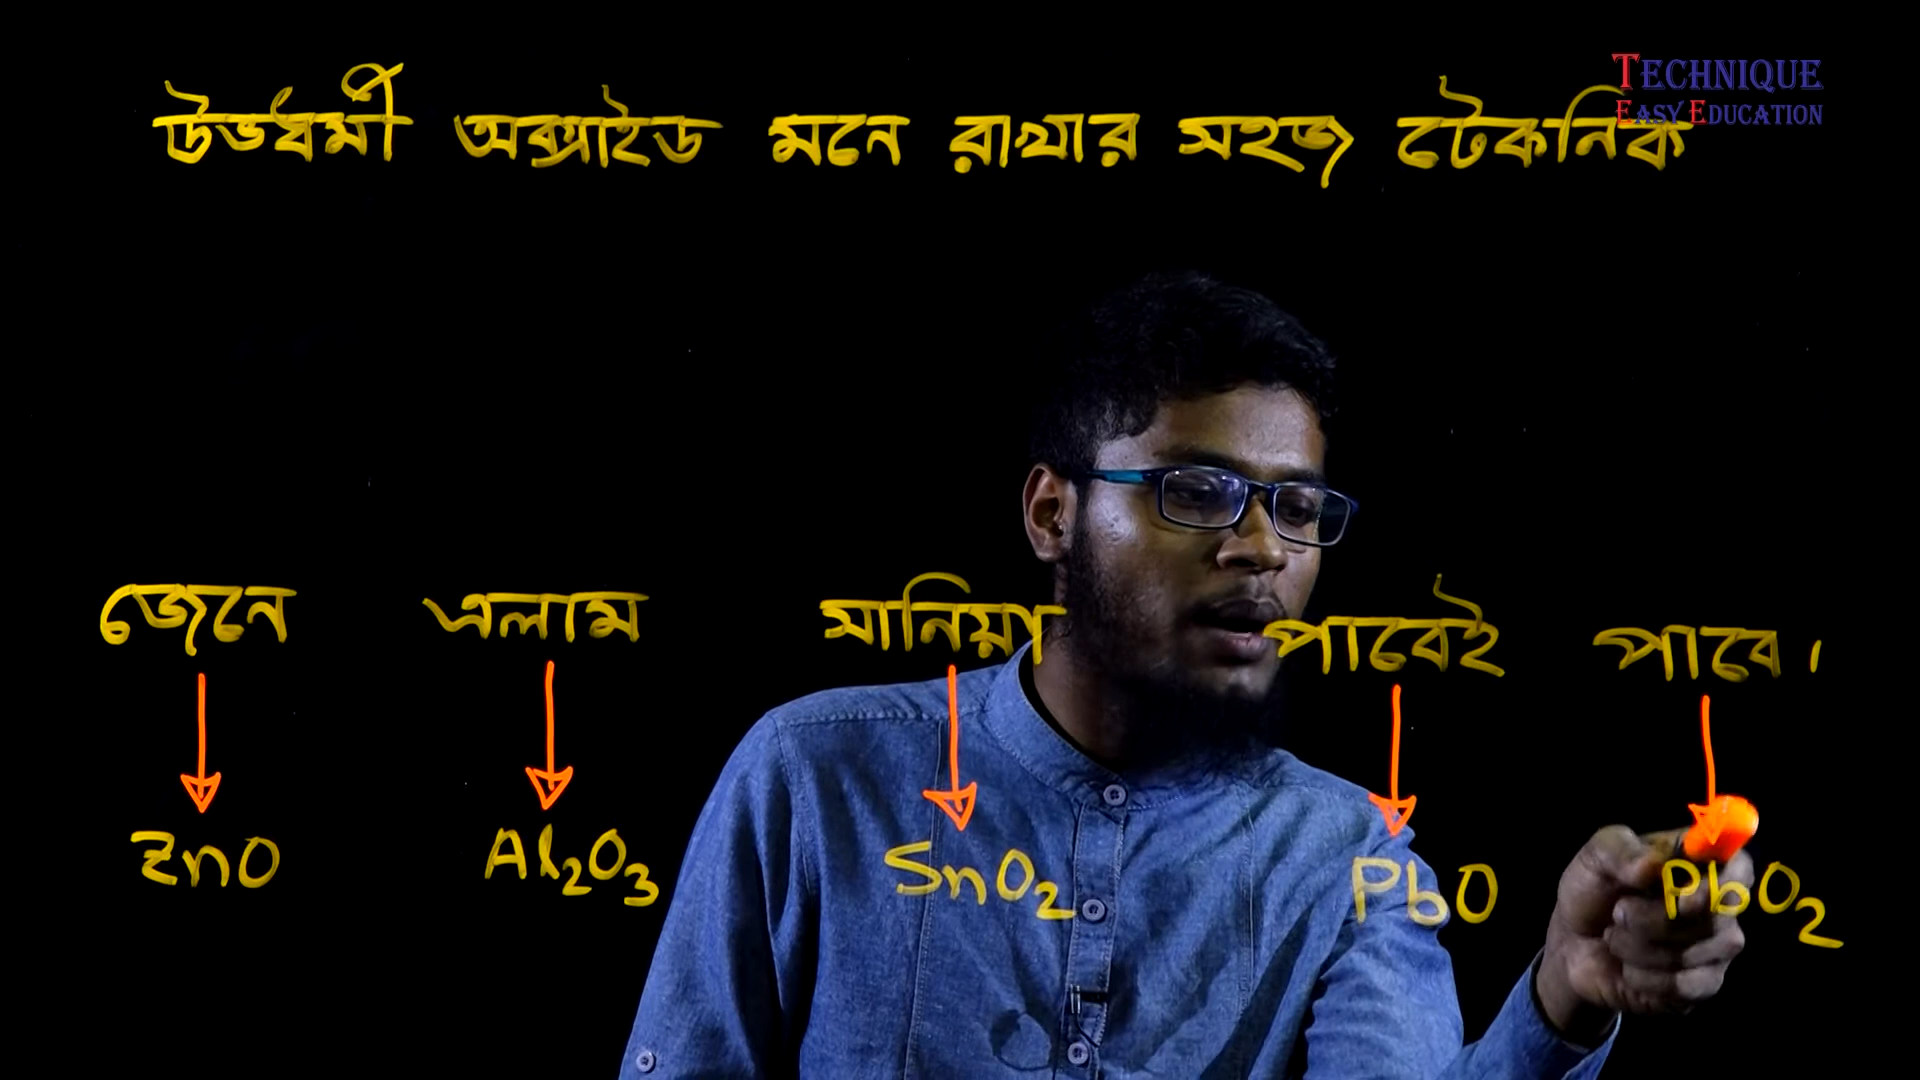 TECHNIQUE
EASY EDUCATION
উভধর্মী অক্সাইড মনে রাখার সহজ টেকনিক
জেনে এলাম মানিয়া পাবেই পাবে।
ZnO Al₂O₃ SnO₂ PbO PbO₂